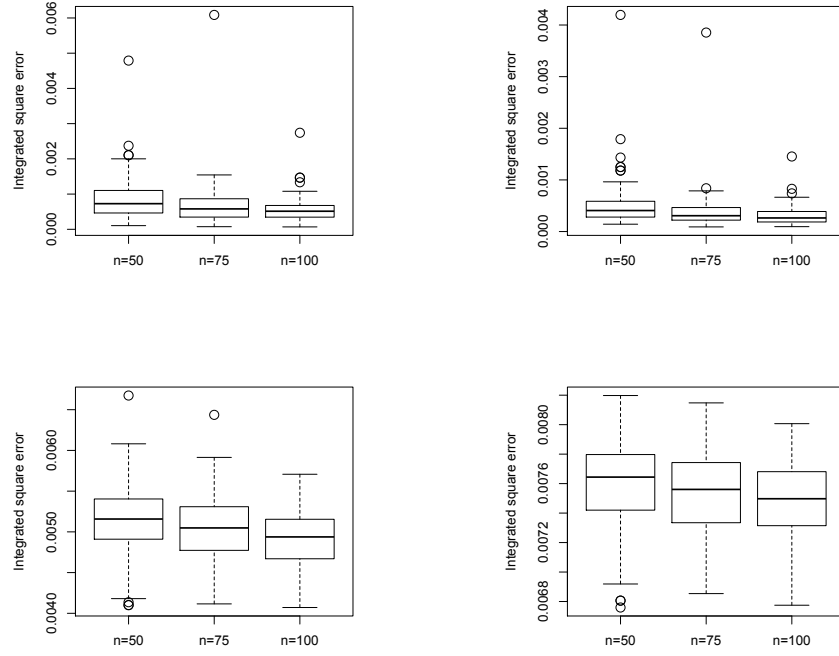 Integrated square error
0.000
0.002
0.004
0.006
n=50
n=75
n=100
Integrated square error
0.000
0.001
0.002
0.003
0.004
n=50
n=75
n=100
Integrated square error
0.0040
0.0050
0.0060
n=50
n=75
n=100
Integrated square error
0.0068
0.0072
0.0076
0.0080
n=50
n=75
n=100